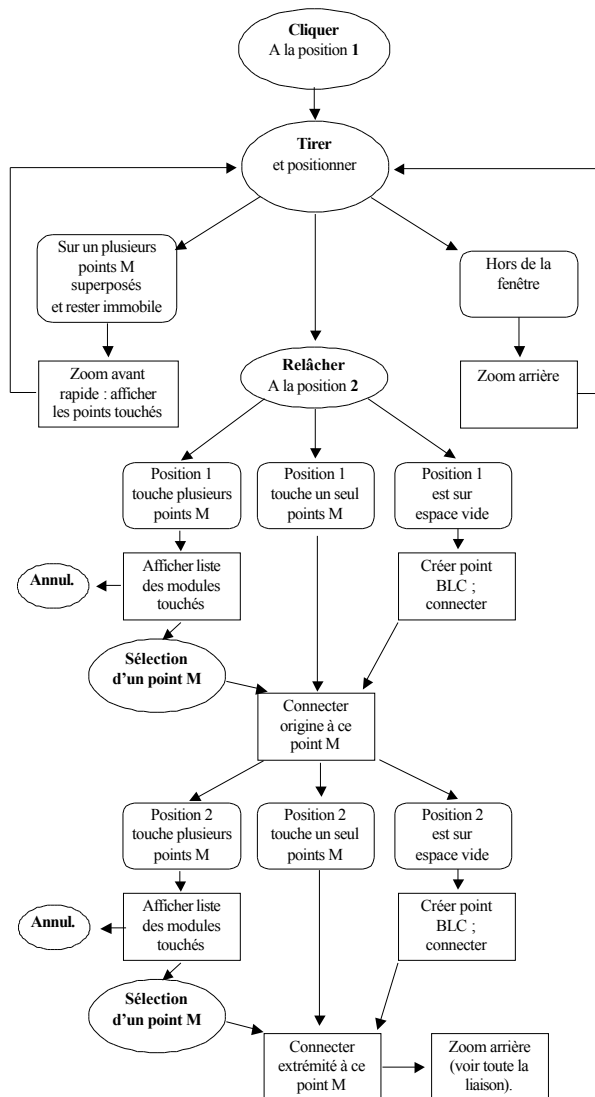 Cliquer
A la position 1
Tirer
et positionner
Sur un plusieurs
points M
superposés
et rester immobile
Hors de la
fenêtre
Zoom avant
rapide : afficher
les points touchés
Relâcher
A la position 2
Zoom arrière
Position 1
touche plusieurs
points M
Position 1
touche un seul
points M
Position 1
est sur
espace vide
Annul.
Afficher liste
des modules
touchés
Créer point
BLC ;
connecter
Sélection
d'un point M
Connecter
origine à ce
point M
Position 2
touche plusieurs
points M
Position 2
touche un seul
points M
Position 2
est sur
espace vide
Annul.
Afficher liste
des modules
touchés
Créer point
BLC ;
connecter
Sélection
d'un point M
Connecter
extrémité à ce
point M
Zoom arrière
(voir toute la
liaison).